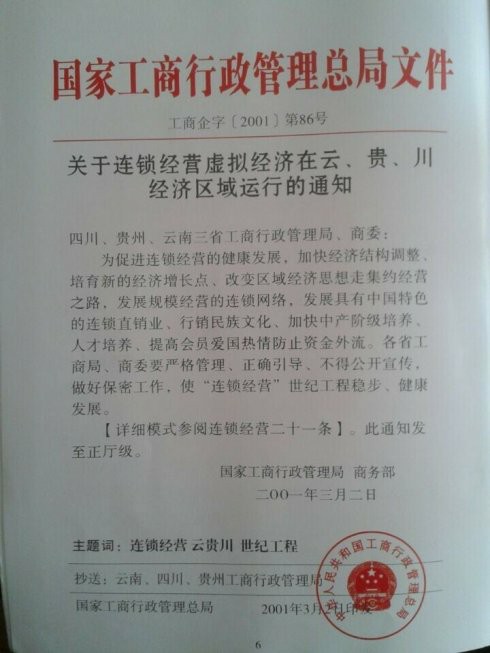 国家工商行政管理总局文件
工商企字〔2001〕第86号
关于连锁经营虚拟经济在云、贵、川
经济区域运行的通知
四川、贵州、云南三省工商行政管理局、商委：
为促进连锁经营的健康发展，加快经济结构调整、
培育新的经济增长点、改变区域经济思想走集约经营
之路，发展规模经营的连锁网络，发展具有中国特色
的连锁直销业、行销民族文化、加快中产阶级培养、
人才培养、提高会员爱国热情防止资金外流。各省工
商局、商委要严格管理、正确引导、不得公开宣传，
做好保密工作，使“连锁经营”世纪工程稳步、健康
发展。
【详细模式参阅连锁经营二十一条】。此通知发
至正厅级。
国家工商行政管理局 商务部
二〇〇一年三月二日
主题词：连锁经营 云贵川 世纪工程
抄送：云南、四川、贵州工商行政管理局
国家工商行政管理总局 2001年3月2日印发
中华人民共和国工商行政管理总局
6